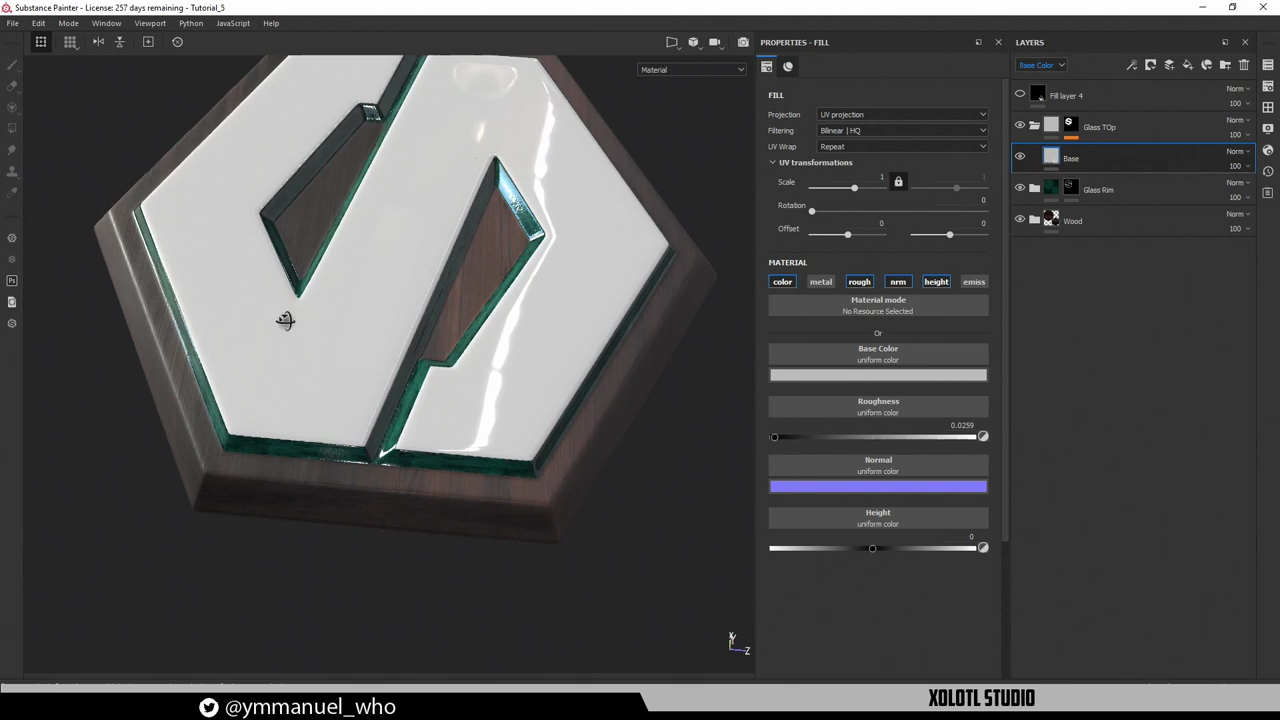 Substance Painter - License: 257 days remaining - Tutorial_5
File Edit Mode Window Viewport Python JavaScript Help
Material
PROPERTIES - FILL
FILL
Projection UV projection
Filtering Bilinear | HQ
UV Wrap Repeat
UV transformations
Scale 1 1
Rotation 0
Offset 0 0
MATERIAL
color metal rough nrm height emiss
Material mode
No Resource Selected
Or
Base Color
uniform color
Roughness
uniform color
0.0259
Normal
uniform color
Height
uniform color
0
LAYERS
Base Color
Fill layer 4 Norm 100
Glass TOp Norm 100
Base Norm 100
Glass Rim Norm 100
Wood Norm 100
Ps
Y
Z
@ymmanuel_who
XOLOTL STUDIO